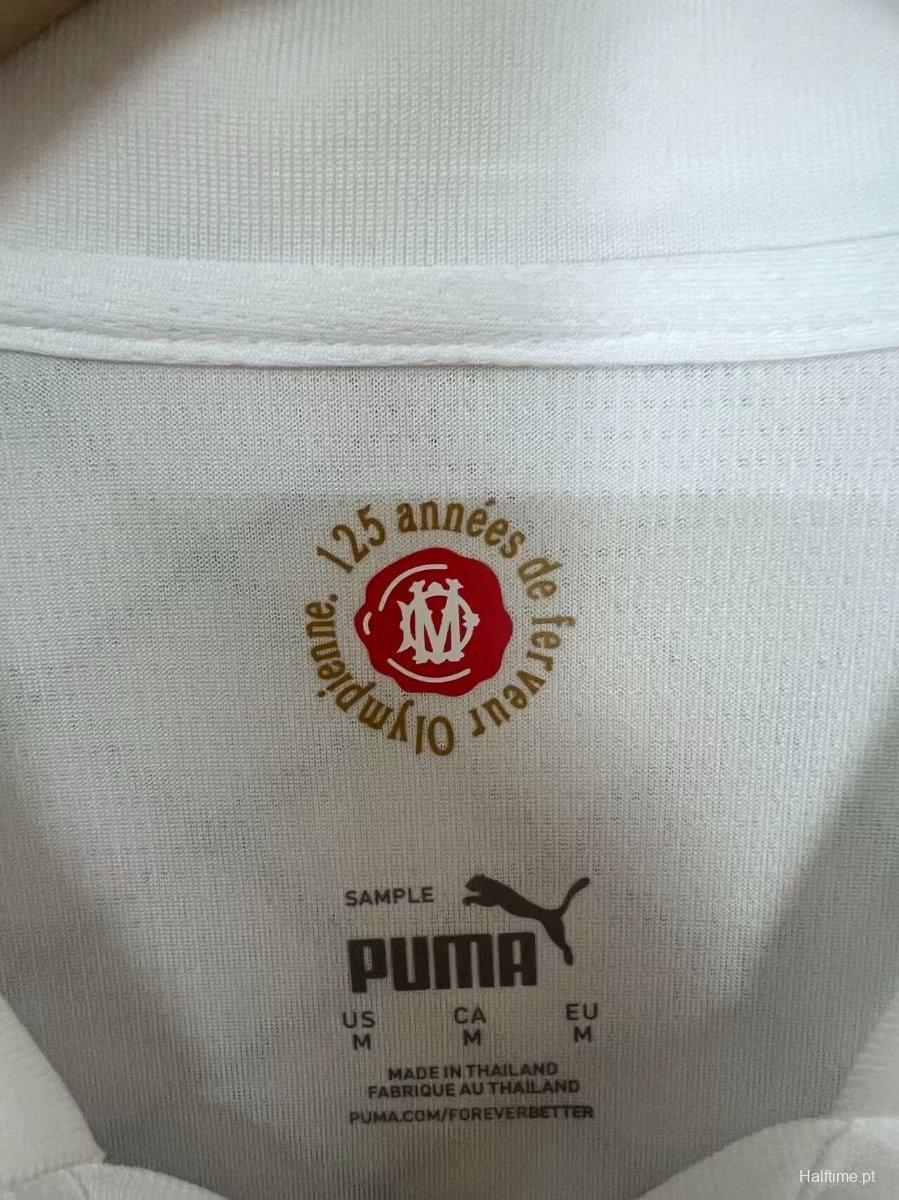 125 années de ferveur Olympienne.
OM
SAMPLE
PUMA
US CA EU
M M M
MADE IN THAILAND
FABRIQUE AU THAILAND
PUMA.COM/FOREVERBETTER
Halftime.pt